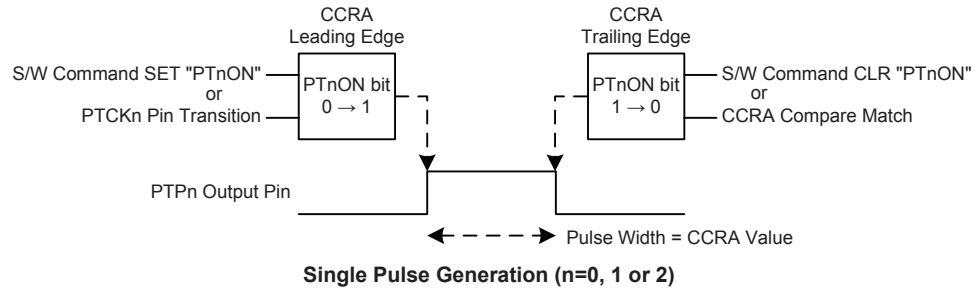 CCRA
Leading Edge
CCRA
Trailing Edge
S/W Command SET "PTnON"
or
PTCKn Pin Transition
PTnON bit
0 → 1
PTnON bit
1 → 0
S/W Command CLR "PTnON"
or
CCRA Compare Match
PTPn Output Pin
Pulse Width = CCRA Value
Single Pulse Generation (n=0, 1 or 2)